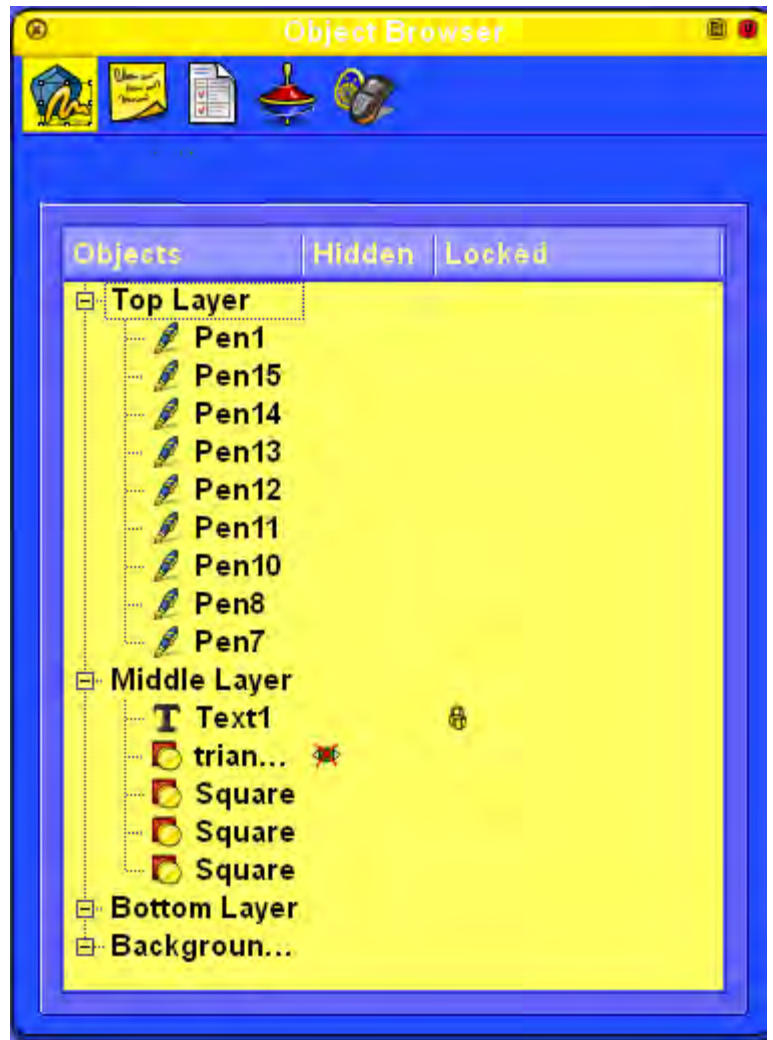 Object Browser
Objects Hidden Locked
Top Layer
Pen1
Pen15
Pen14
Pen13
Pen12
Pen11
Pen10
Pen8
Pen7
Middle Layer
T Text1
trian...
Square
Square
Square
Bottom Layer
Backgroun...